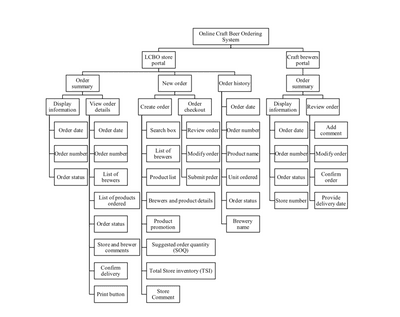 Online Craft Beer Ordering
System
LCBO store
portal
Craft brewers
portal
Order
summary
New order
Order history
Order
summary
Display
information
View order
details
Create order
Order
checkout
Order date
Display
information
Review order
Order date
Order date
Search box
Review order
Order number
Order date
Add
comment
Order number
Order number
List of
brewers
Modify order
Product name
Order number
Modify order
Order status
List of
brewers
Product list
Submit order
Unit ordered
Order status
Confirm
order
List of products
ordered
Brewers and product details
Order status
Store number
Provide
delivery date
Order status
Product
promotion
Brewery
name
Store and brewer
comments
Suggested order quantity
(SOQ)
Confirm
delivery
Total Store inventory (TSI)
Print button
Store
Comment